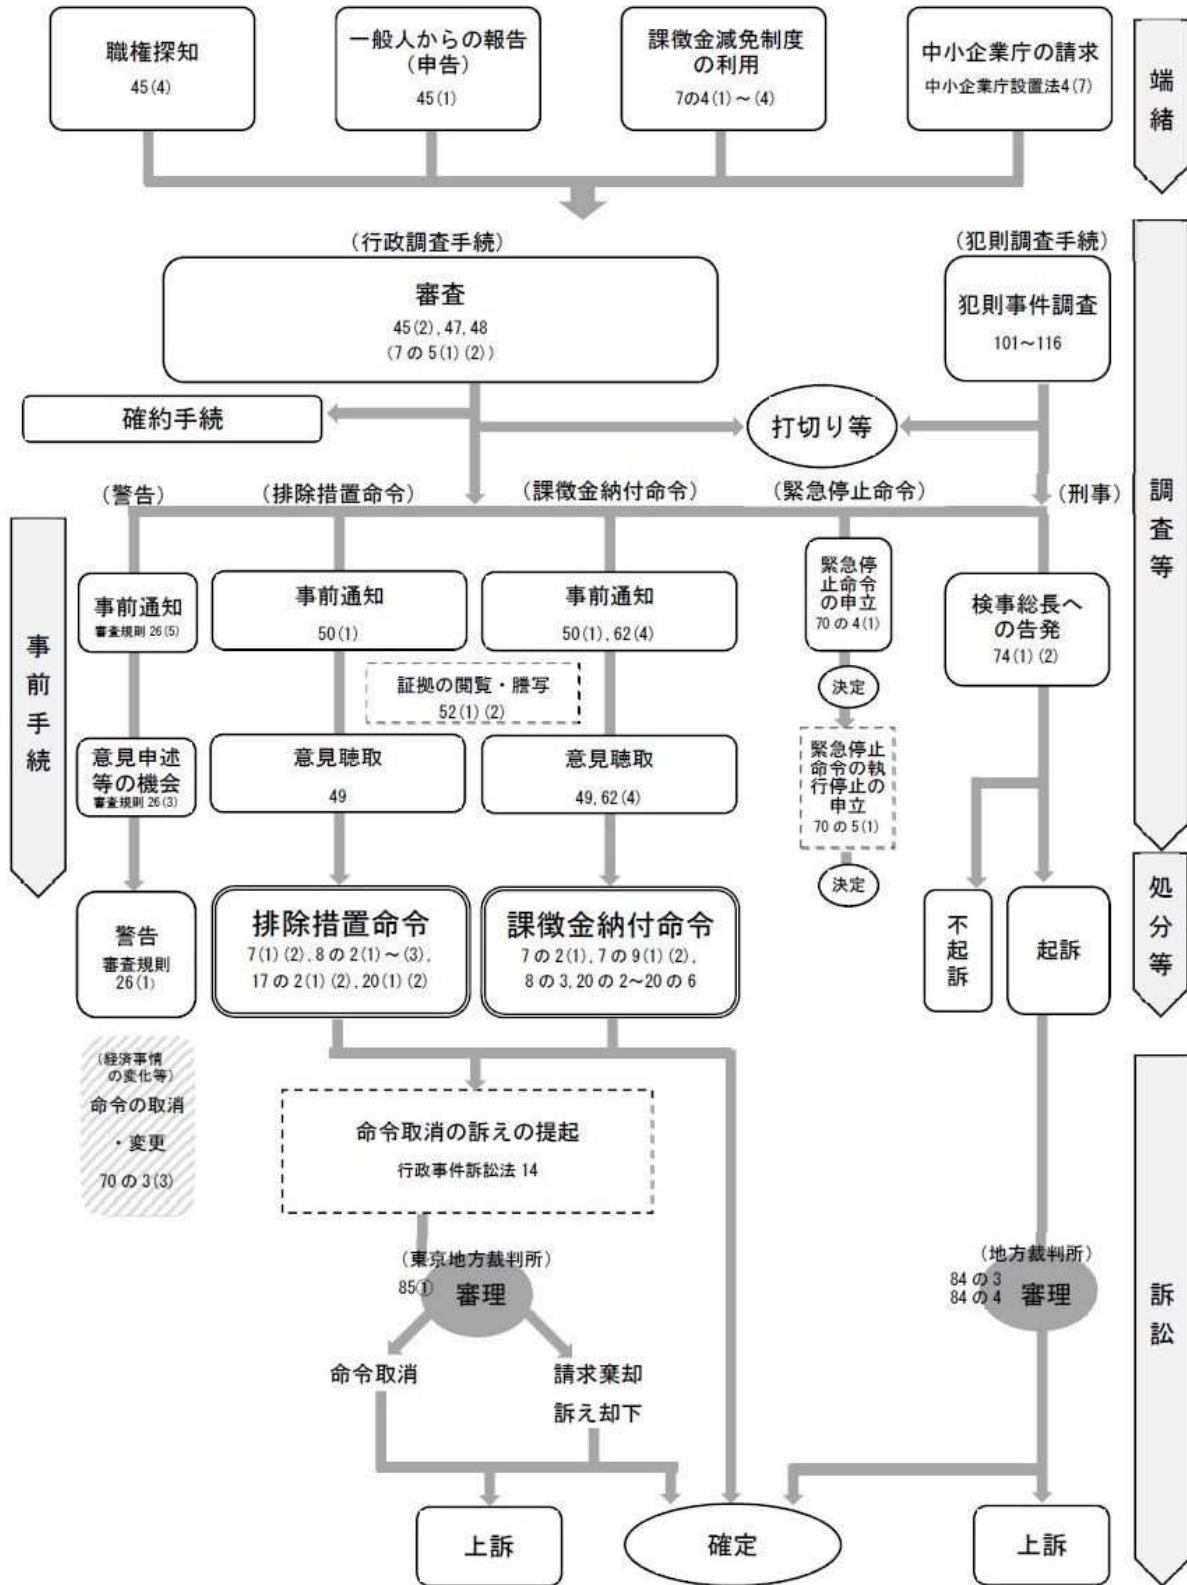 職権探知
45(4)
一般人からの報告
(申告)
45(1)
課徴金減免制度
の利用
7の4(1)～(4)
中小企業庁の請求
中小企業庁設置法4(7)
端緒
(行政調査手続)
審査
45(2), 47, 48
(7の5(1)(2))
(犯則調査手続)
犯則事件調査
101～116
確約手続
打切り等
調査等
(警告)
(排除措置命令)
(課徴金納付命令)
(緊急停止命令)
(刑事)
事前手続
事前通知
審査規則 26(5)
事前通知
50(1)
事前通知
50(1), 62(4)
緊急停
止命令
の申立
70の4(1)
検事総長へ
の告発
74(1)(2)
証拠の閲覧・謄写
52(1)(2)
決定
意見申述
等の機会
審査規則 26(3)
意見聴取
49
意見聴取
49, 62(4)
緊急停止
命令の執
行停止の
申立
70の5(1)
決定
処分等
警告
審査規則
26(1)
排除措置命令
7(1)(2), 8の2(1)～(3),
17の2(1)(2), 20(1)(2)
課徴金納付命令
7の2(1), 7の9(1)(2),
8の3, 20の2～20の6
不起訴
起訴
(経済事情
の変化等)
命令の取消
・変更
70の3(3)
命令取消の訴えの提起
行政事件訴訟法 14
訴訟
(東京地方裁判所)
85①
審理
(地方裁判所)
84の3
84の4
審理
命令取消
請求棄却
訴え却下
上訴
確定
上訴